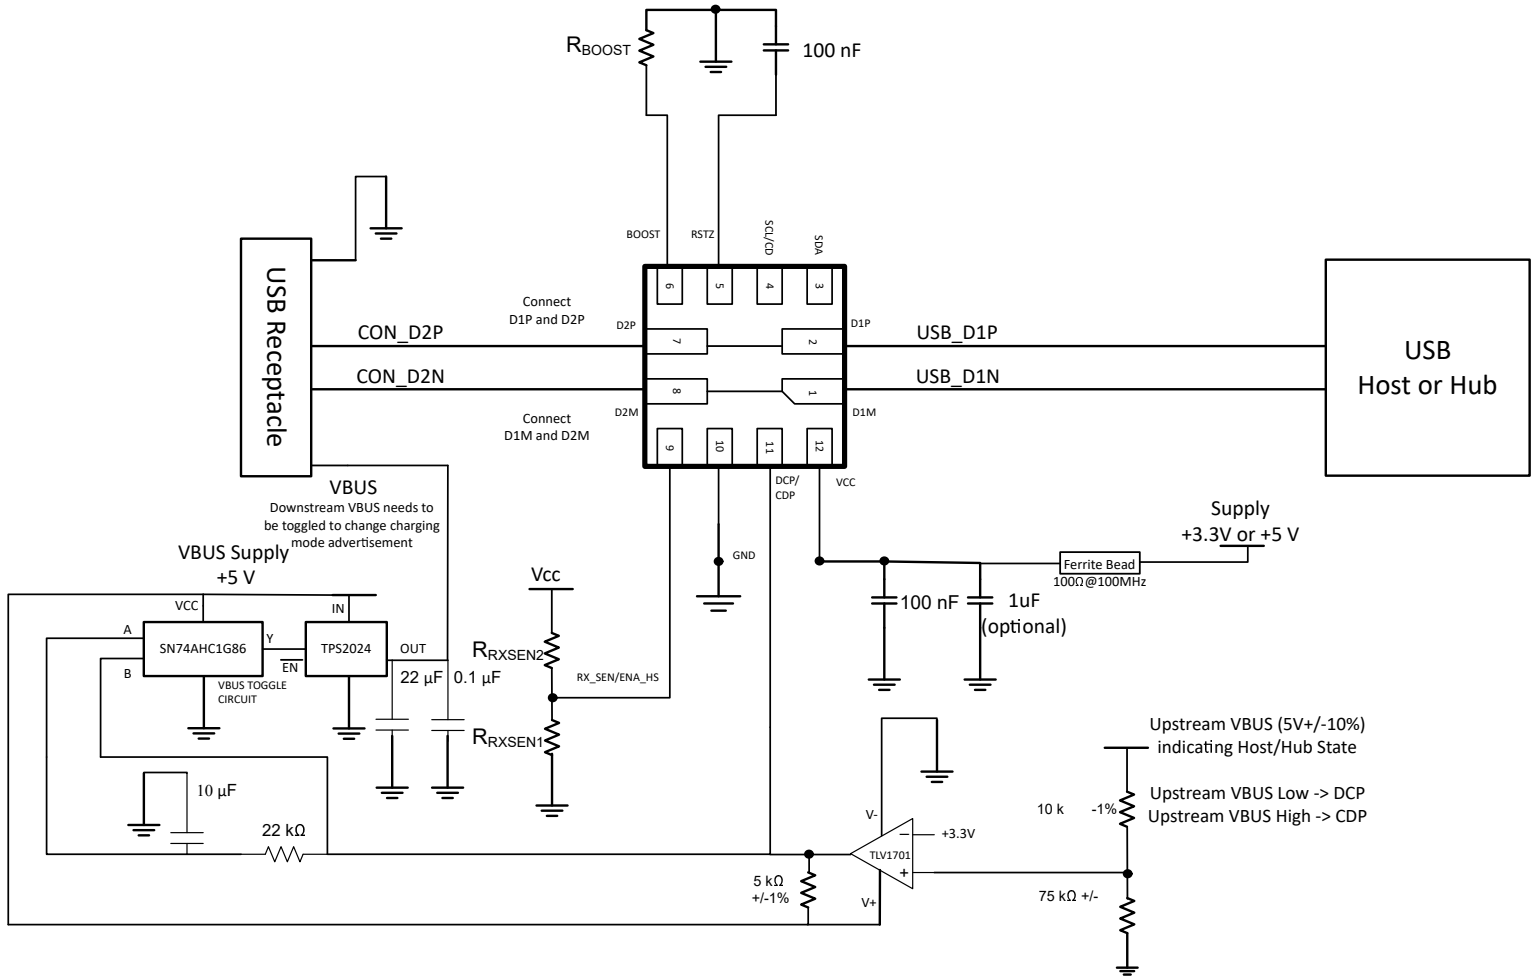 R_BOOST
100 nF
BOOST
RSTZ
SCL/CD
SDA
6
5
4
3
USB Receptacle
Connect
D1P and D2P
D2P
D1P
CON_D2P
7
2
USB_D1P
USB
Host or Hub
CON_D2N
8
1
USB_D1N
D2M
D1M
Connect
D1M and D2M
9
10
11
12
DCP/
CDP
VCC
VBUS
Downstream VBUS needs to
be toggled to change charging
mode advertisement
Supply
+3.3V or +5 V
VBUS Supply
+5 V
GND
Ferrite Bead
100Ω@100MHz
Vcc
VCC
IN
100 nF
1uF
(optional)
A
SN74AHC1G86
Y
EN
TPS2024
OUT
B
VBUS TOGGLE
CIRCUIT
22 µF
0.1 µF
R_RXSEN2
RX_SEN/ENA_HS
R_RXSEN1
Upstream VBUS (5V+/-10%)
indicating Host/Hub State
10 µF
10 k -1%
Upstream VBUS Low -> DCP
Upstream VBUS High -> CDP
22 kΩ
V-
+3.3V
TLV1701
−
+
5 kΩ
+/-1%
V+
75 kΩ +/-